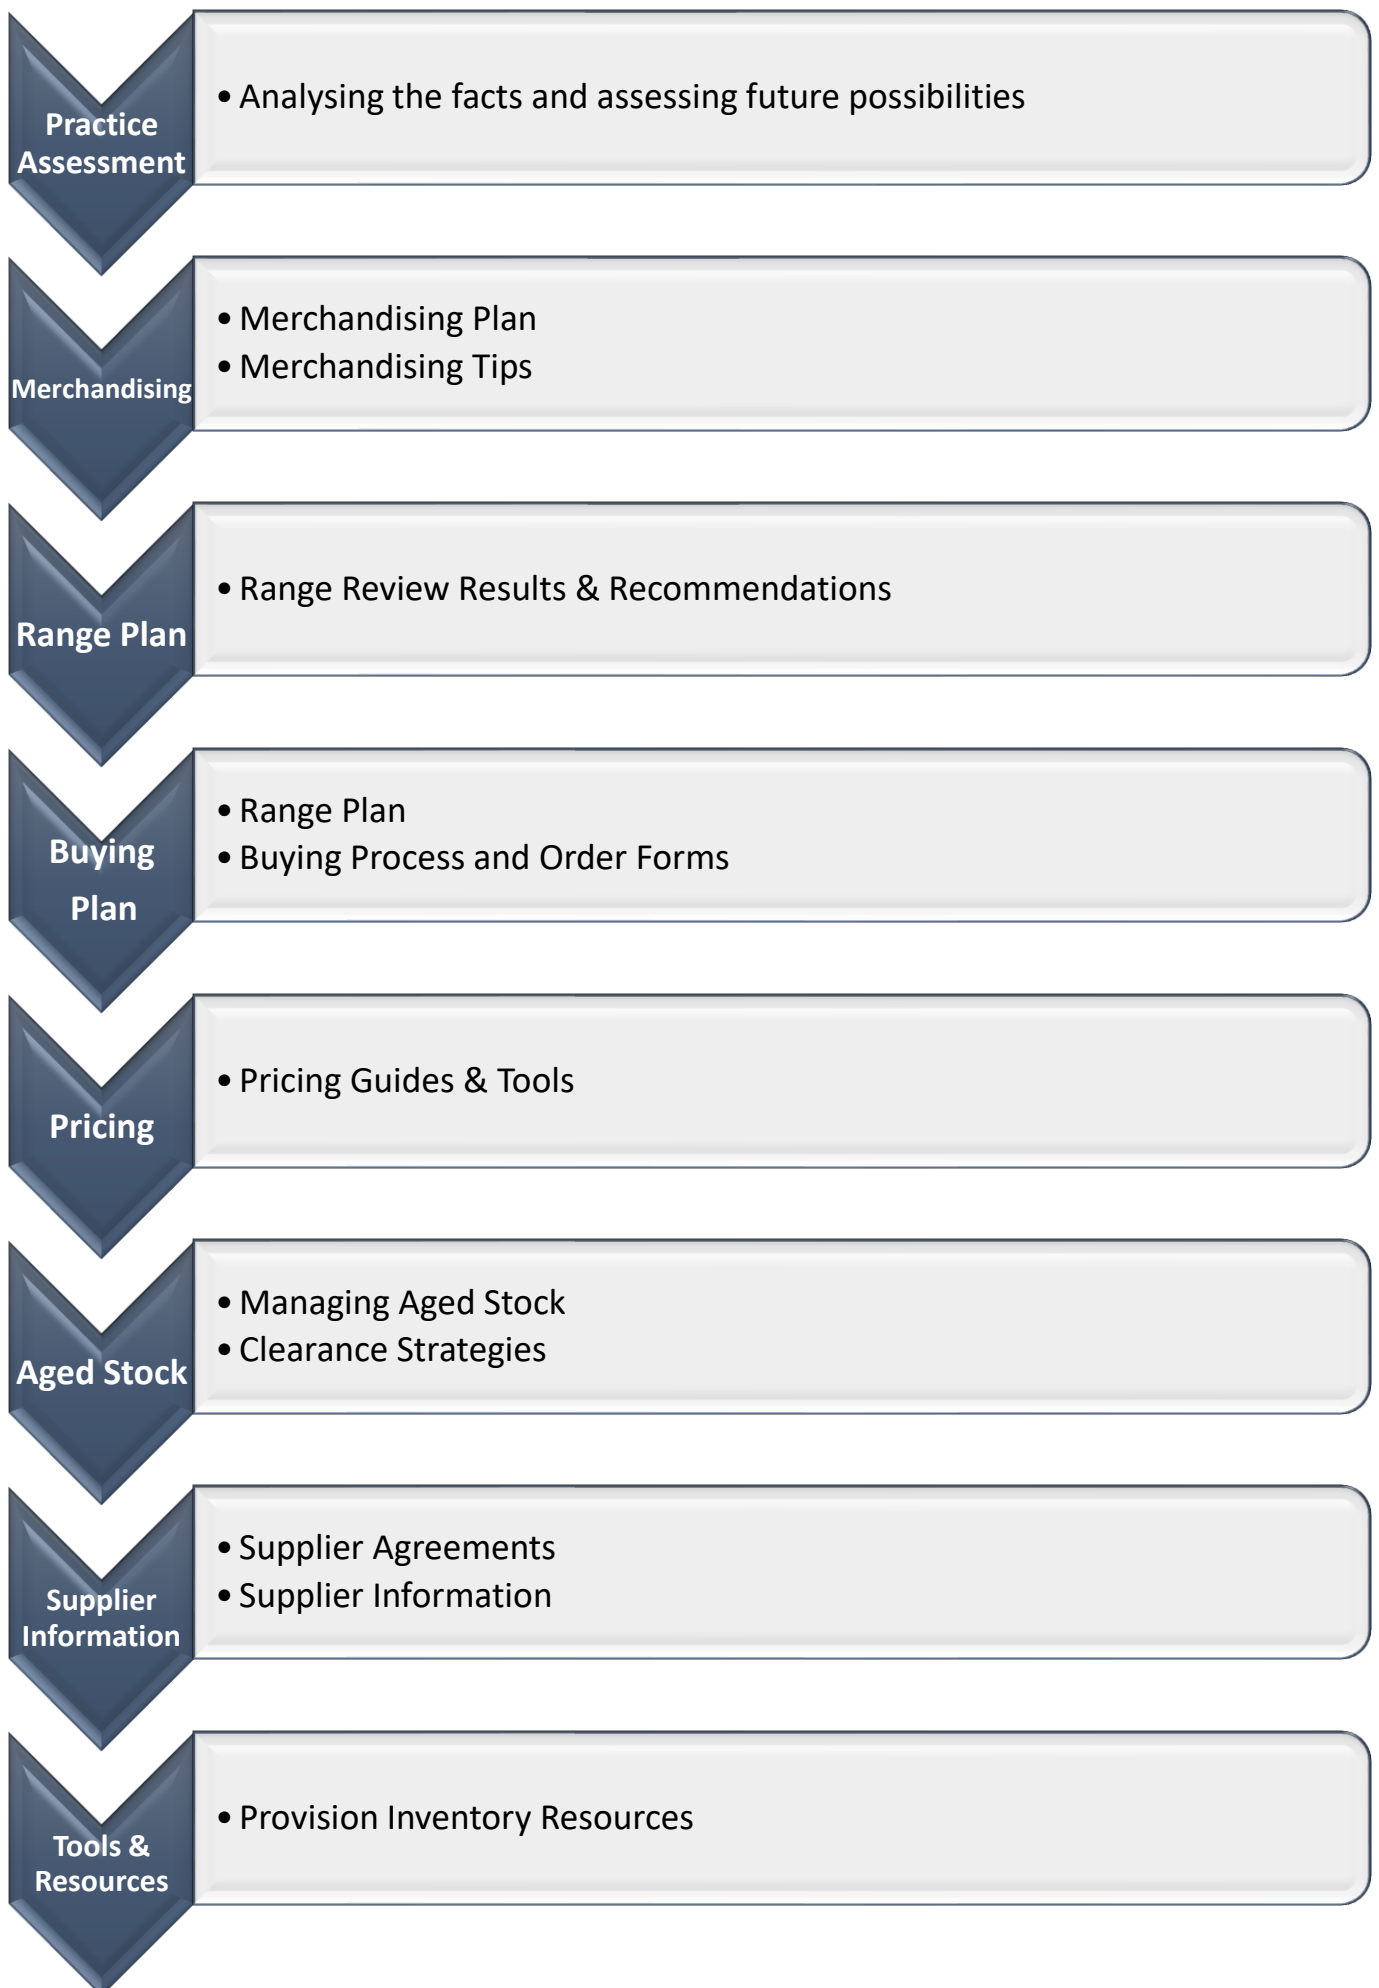 Practice
Assessment
• Analysing the facts and assessing future possibilities
Merchandising
• Merchandising Plan
• Merchandising Tips
Range Plan
• Range Review Results & Recommendations
Buying
Plan
• Range Plan
• Buying Process and Order Forms
Pricing
• Pricing Guides & Tools
Aged Stock
• Managing Aged Stock
• Clearance Strategies
Supplier
Information
• Supplier Agreements
• Supplier Information
Tools &
Resources
• Provision Inventory Resources